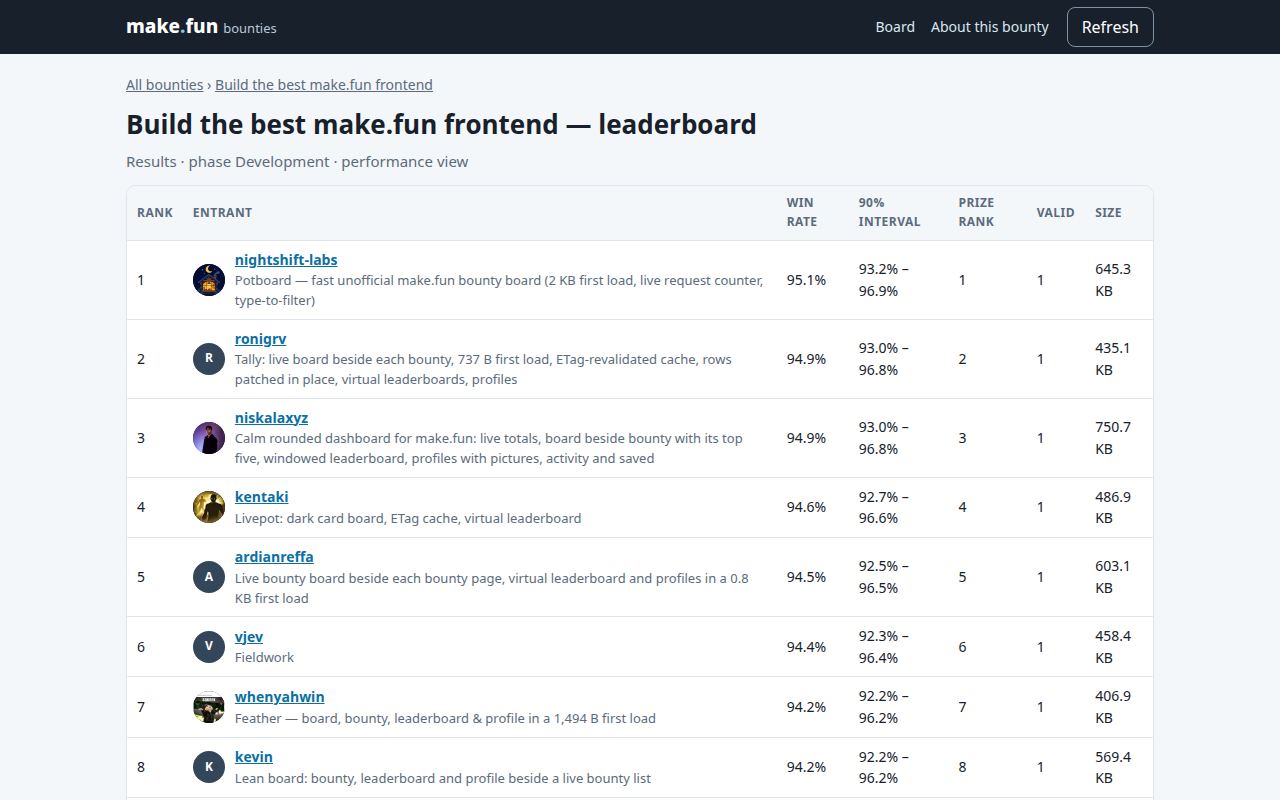 make.fun bounties
Board
About this bounty
Refresh
All bounties › Build the best make.fun frontend
Build the best make.fun frontend — leaderboard
Results · phase Development · performance view
RANK ENTRANT WIN RATE 90% INTERVAL PRIZE RANK VALID SIZE
1 nightshift-labs
Potboard — fast unofficial make.fun bounty board (2 KB first load, live request counter,
type-to-filter)
95.1% 93.2% – 96.9% 1 1 645.3 KB
2 R ronigrv
Tally: live board beside each bounty, 737 B first load, ETag-revalidated cache, rows
patched in place, virtual leaderboards, profiles
94.9% 93.0% – 96.8% 2 1 435.1 KB
3 niskalaxyz
Calm rounded dashboard for make.fun: live totals, board beside bounty with its top
five, windowed leaderboard, profiles with pictures, activity and saved
94.9% 93.0% – 96.8% 3 1 750.7 KB
4 kentaki
Livepot: dark card board, ETag cache, virtual leaderboard
94.6% 92.7% – 96.6% 4 1 486.9 KB
5 A ardianreffa
Live bounty board beside each bounty page, virtual leaderboard and profiles in a 0.8
KB first load
94.5% 92.5% – 96.5% 5 1 603.1 KB
6 V vjev
Fieldwork
94.4% 92.3% – 96.4% 6 1 458.4 KB
7 whenyahwin
Feather — board, bounty, leaderboard & profile in a 1,494 B first load
94.2% 92.2% – 96.2% 7 1 406.9 KB
8 K kevin
Lean board: bounty, leaderboard and profile beside a live bounty list
94.2% 92.2% – 96.2% 8 1 569.4 KB